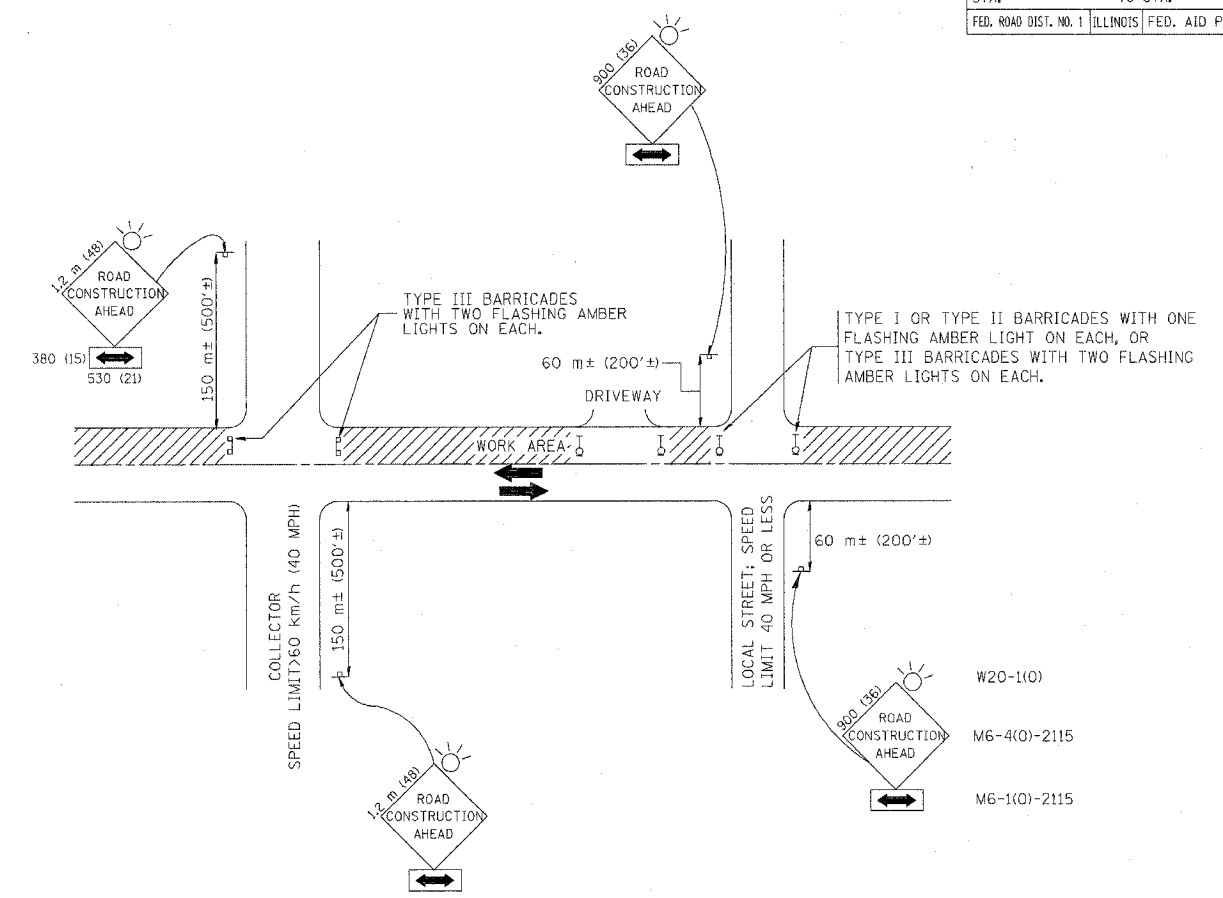 FED. ROAD DIST. NO. 1 ILLINOIS FED. AID P
900 (36)
ROAD
CONSTRUCTION
AHEAD
1.2 m (48)
ROAD
CONSTRUCTION
AHEAD
380 (15)
530 (21)
150 m± (500'±)
TYPE III BARRICADES
WITH TWO FLASHING AMBER
LIGHTS ON EACH.
60 m± (200'±)
DRIVEWAY
TYPE I OR TYPE II BARRICADES WITH ONE
FLASHING AMBER LIGHT ON EACH, OR
TYPE III BARRICADES WITH TWO FLASHING
AMBER LIGHTS ON EACH.
WORK AREA
COLLECTOR
SPEED LIMIT>60 km/h (40 MPH)
150 m± (500'±)
LOCAL STREET; SPEED
LIMIT 40 MPH OR LESS
60 m± (200'±)
1.2 m (48)
ROAD
CONSTRUCTION
AHEAD
900 (36)
ROAD
CONSTRUCTION
AHEAD
W20-1(O)
M6-4(O)-2115
M6-1(O)-2115